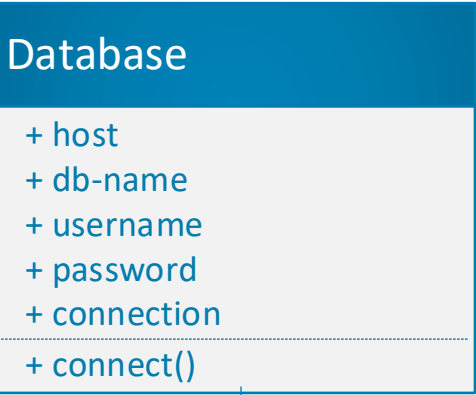 Database
+ host
+ db-name
+ username
+ password
+ connection
+ connect()